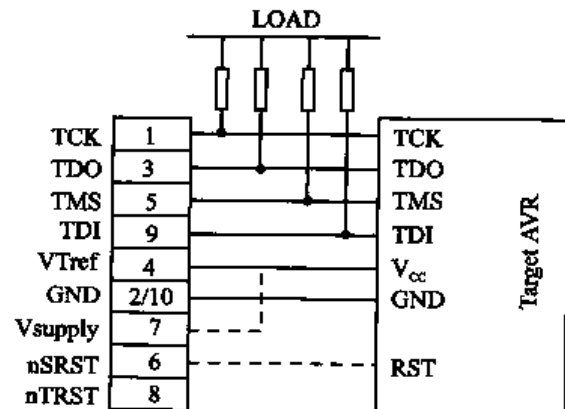 LOAD
TCK 1 TCK
TDO 3 TDO
TMS 5 TMS
TDI 9 TDI
VTref 4 Vcc
GND 2/10 GND
Vsupply 7
nSRST 6 RST
nTRST 8
Target AVR